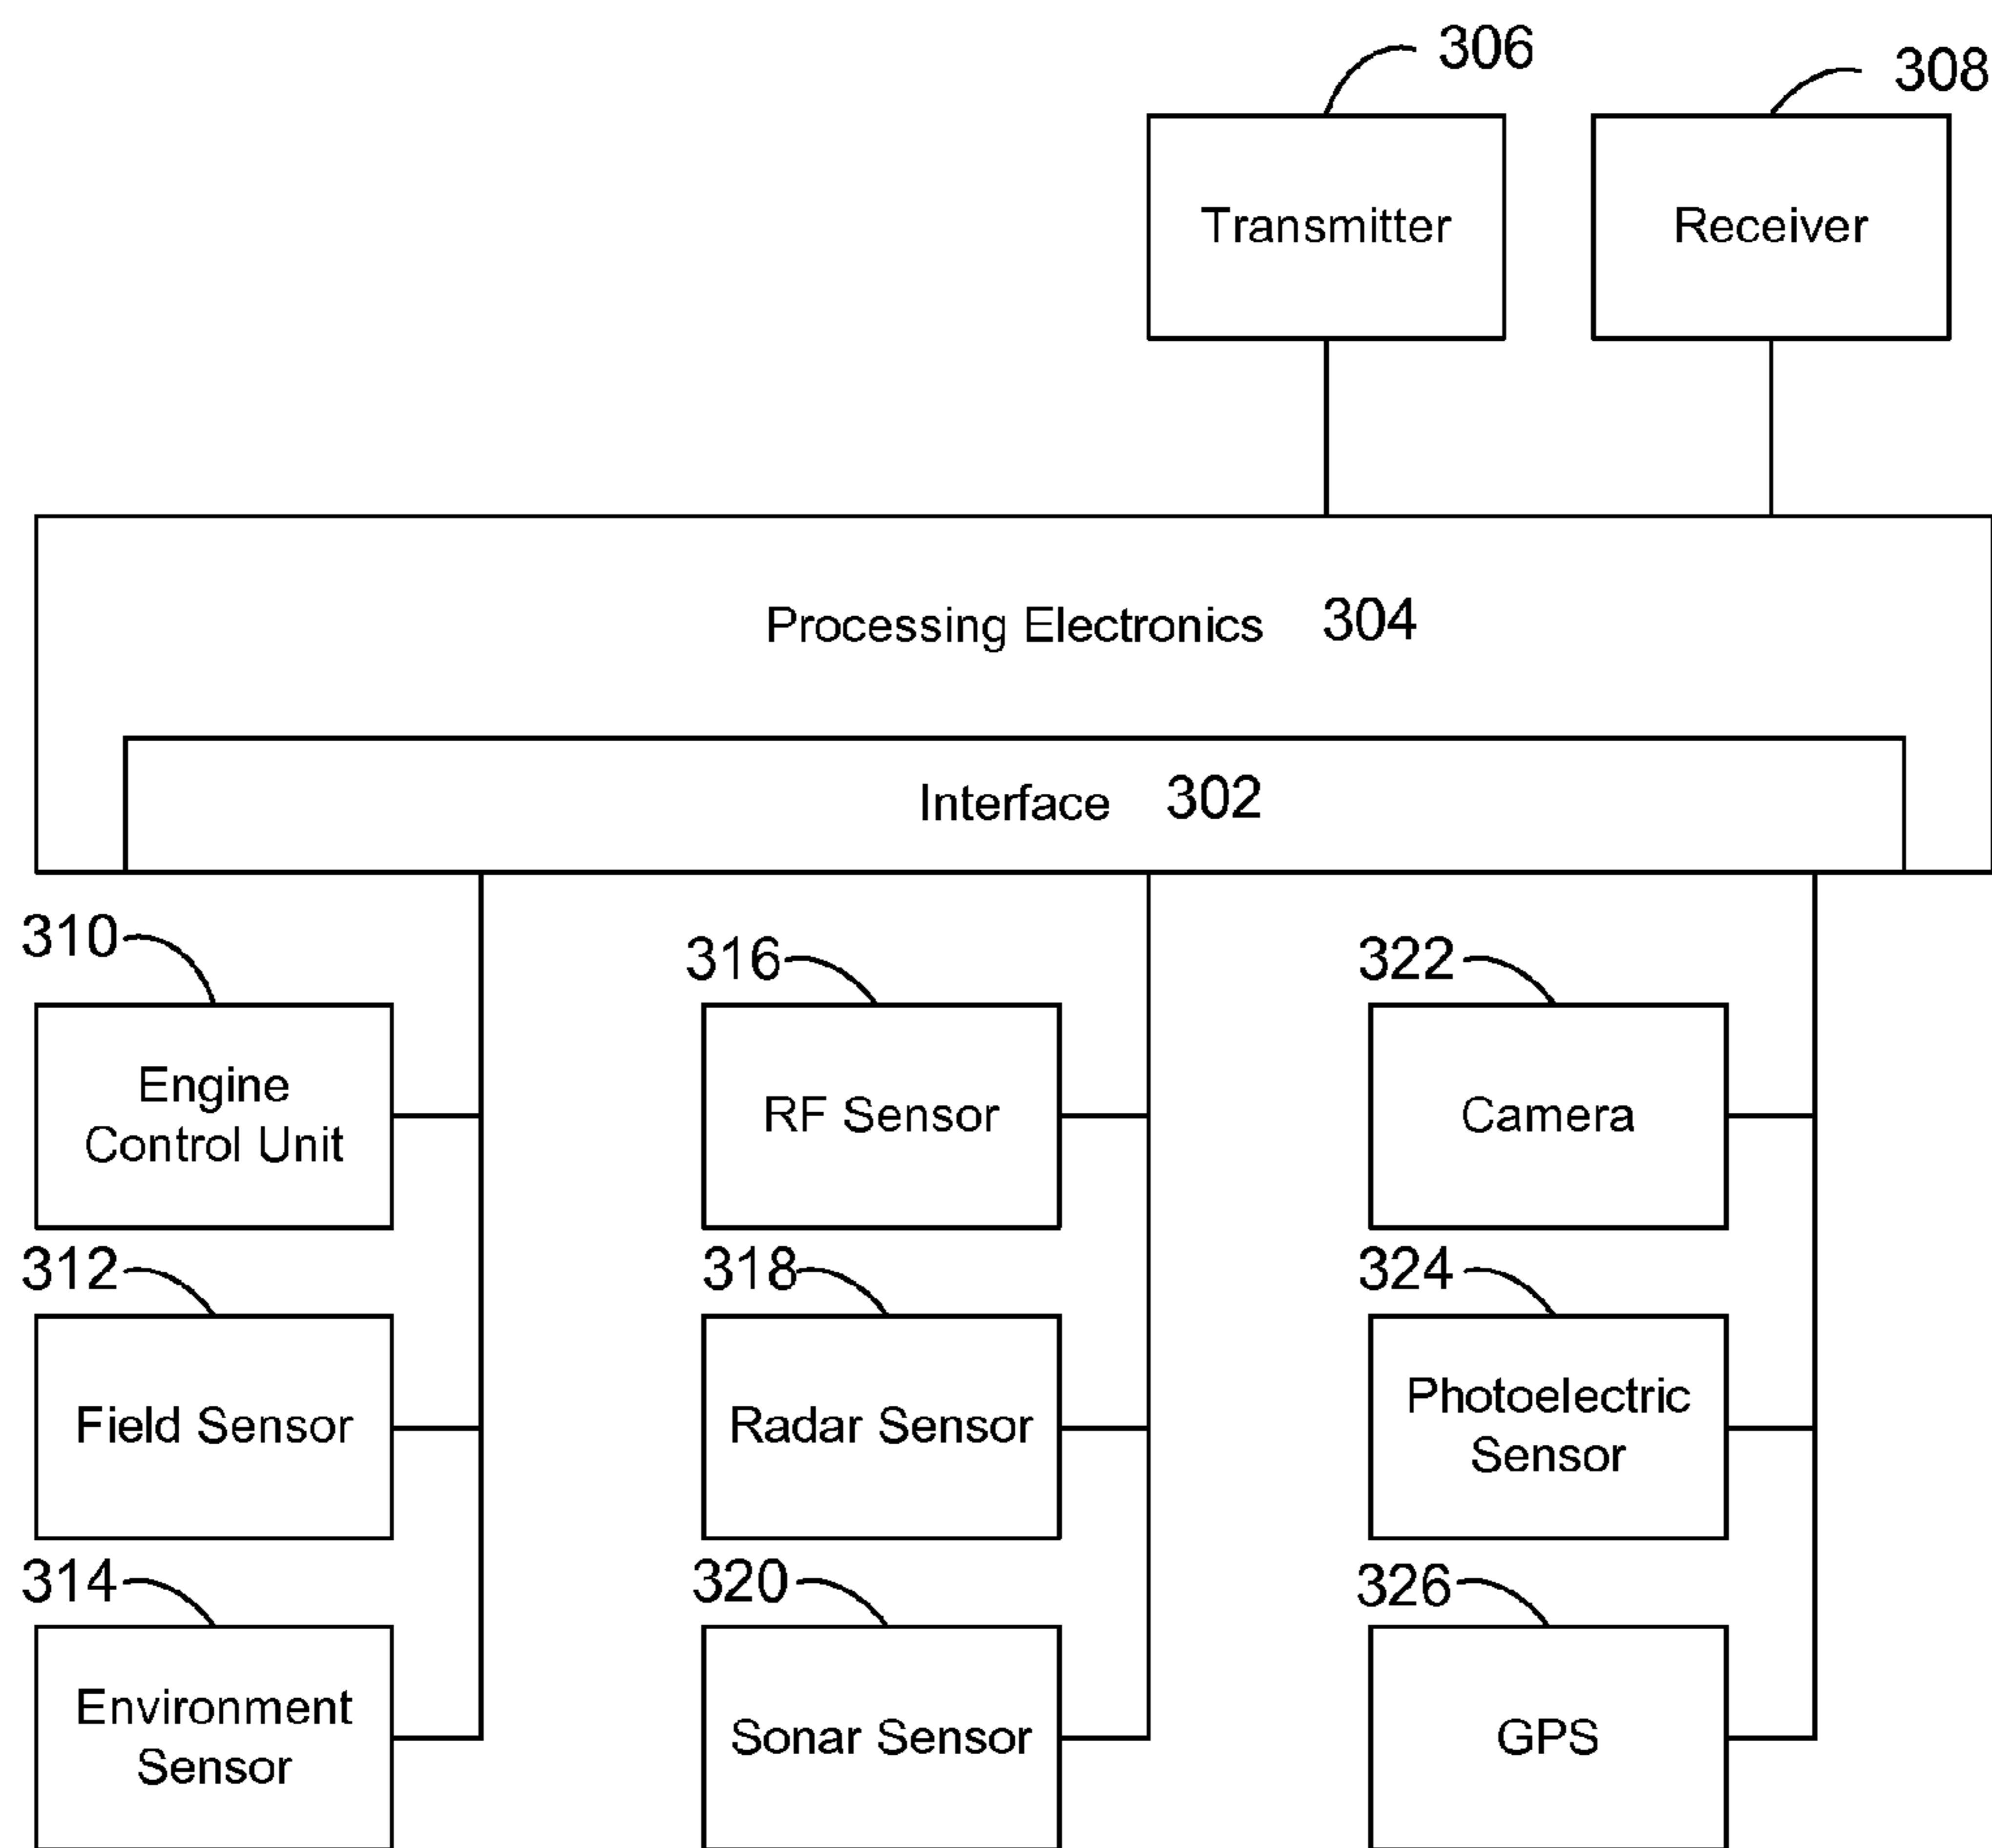 306
308
Transmitter
Receiver
Processing Electronics 304
Interface 302
310
316
322
Engine
Control Unit
RF Sensor
Camera
312
318
324
Field Sensor
Radar Sensor
Photoelectric
Sensor
314
320
326
Environment
Sensor
Sonar Sensor
GPS